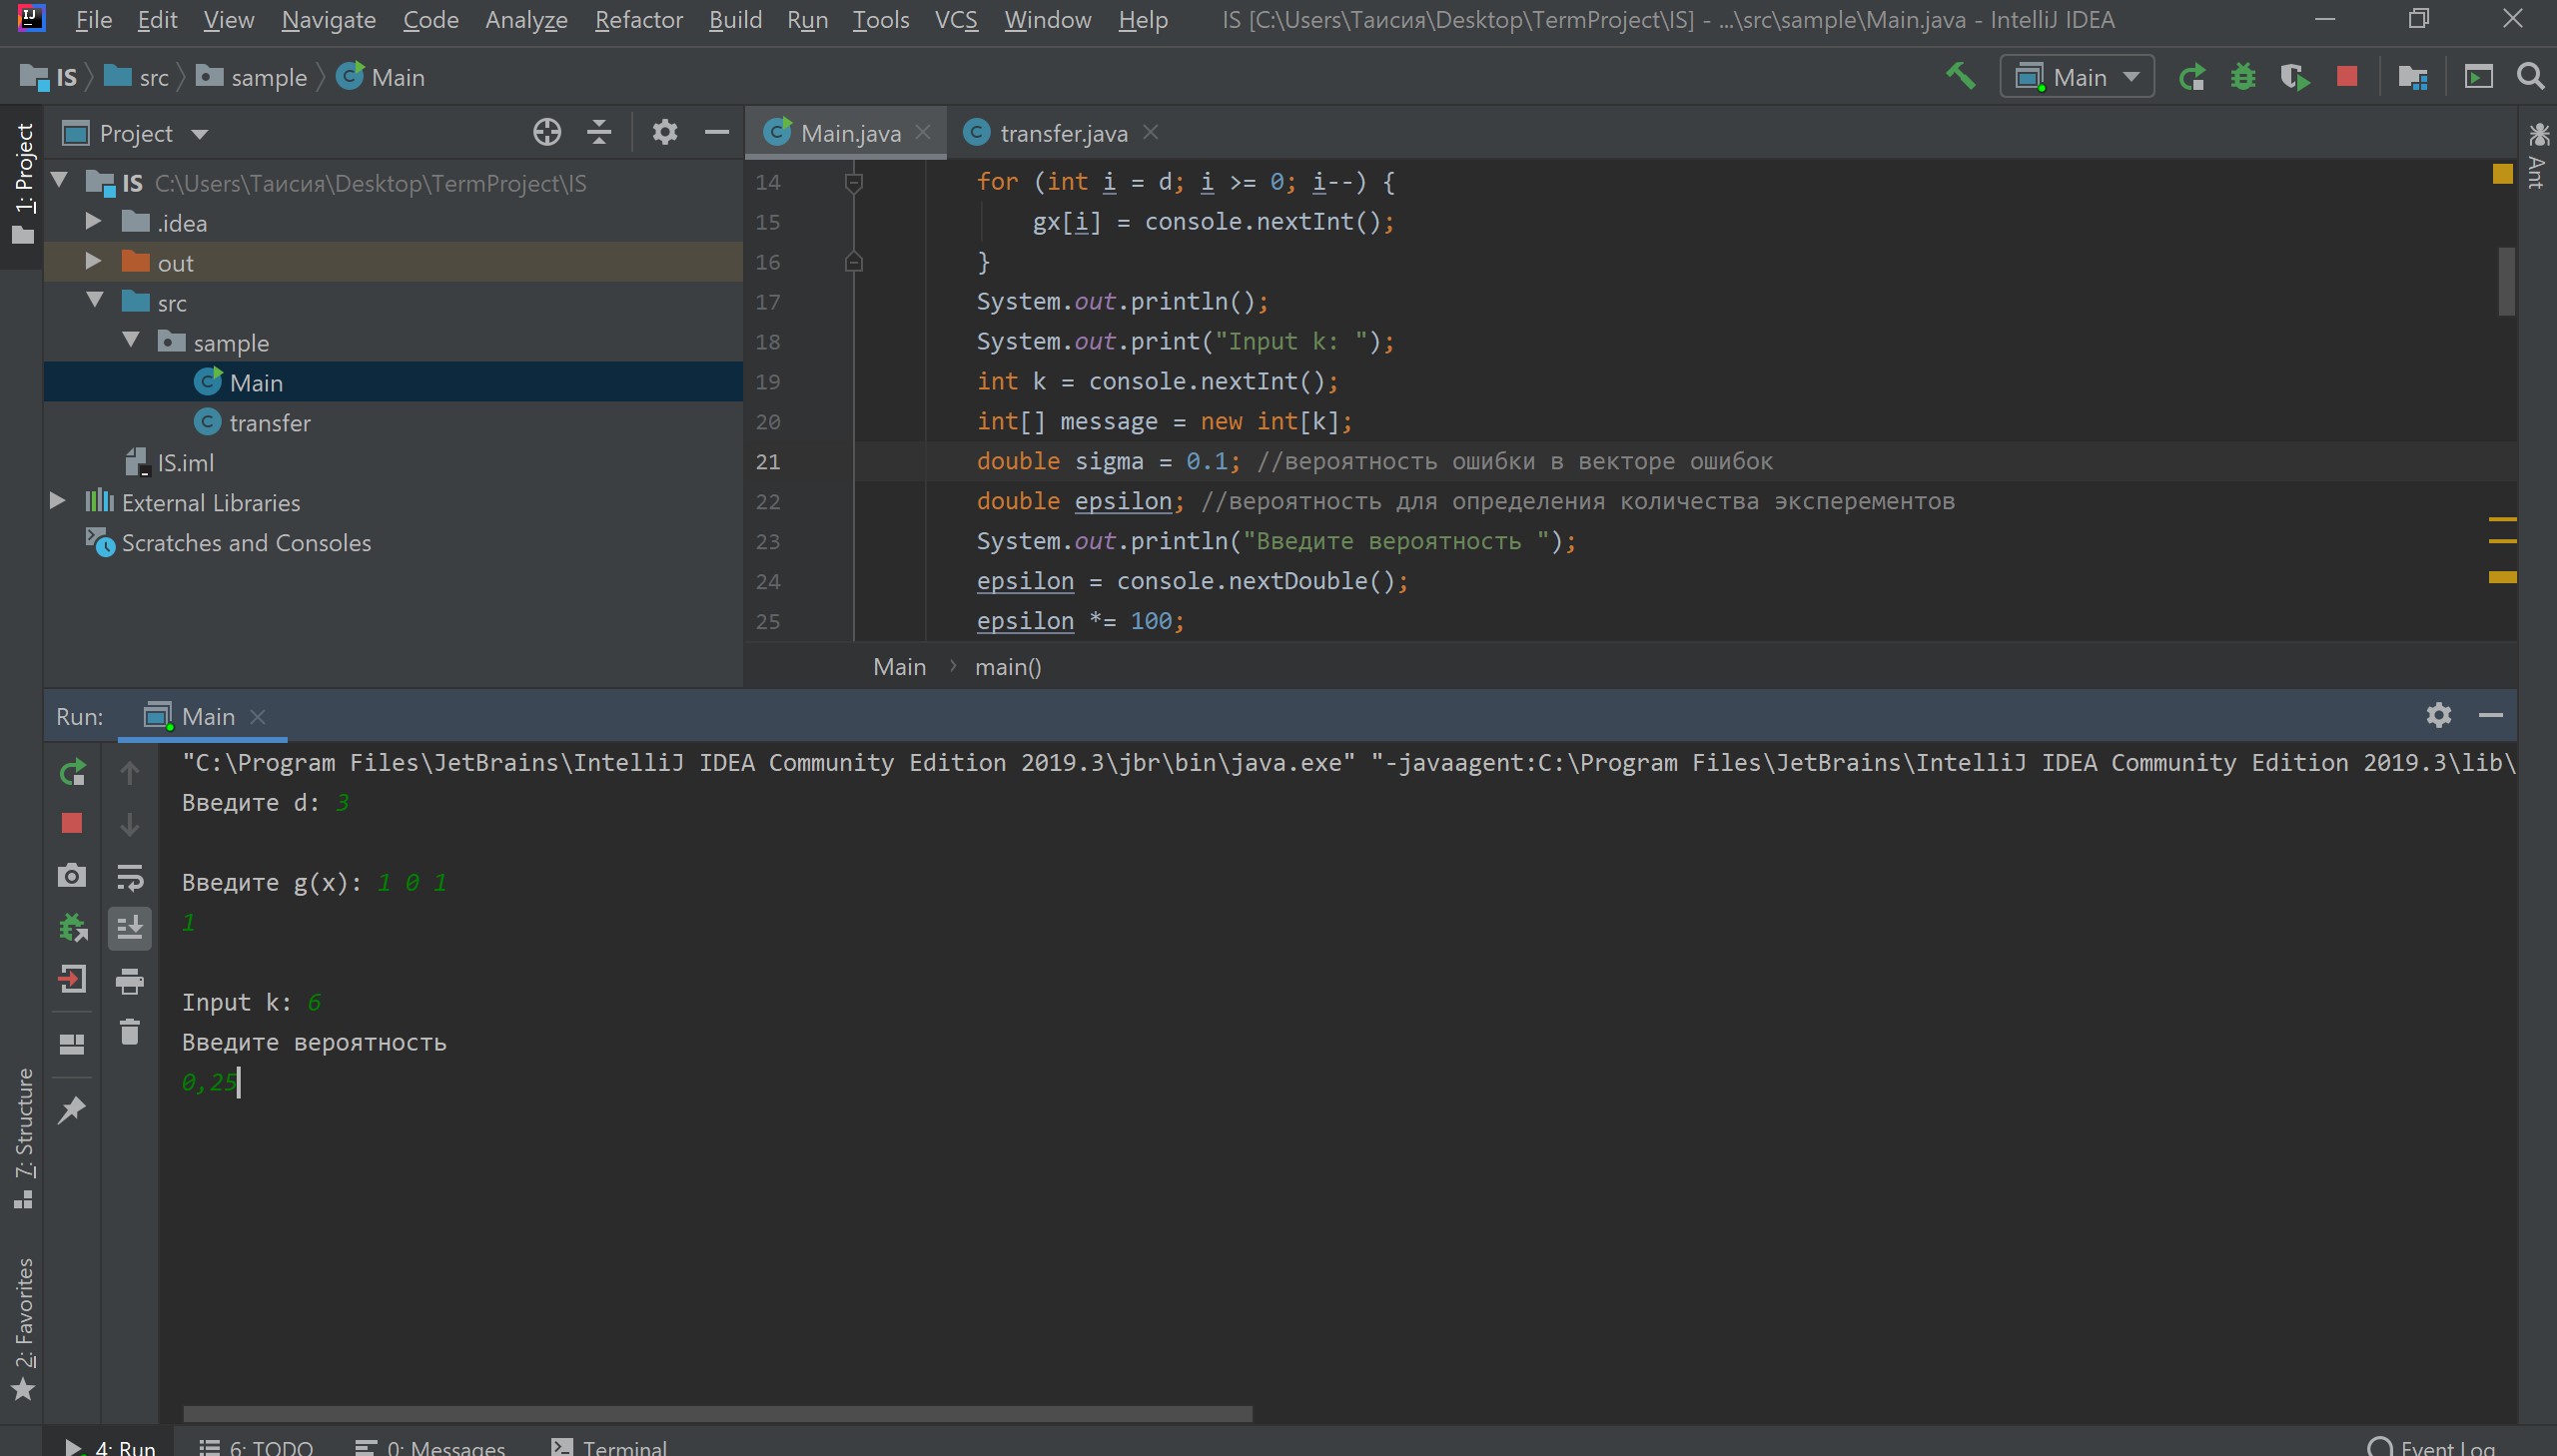 File Edit View Navigate Code Analyze Refactor Build Run Tools VCS Window Help IS [C:\Users\Таисия\Desktop\TermProject\IS] - ...\src\sample\Main.java - IntelliJ IDEA
IS src sample Main
Main
1: Project
Project
IS C:\Users\Таисия\Desktop\TermProject\IS
.idea
out
src
sample
Main
transfer
IS.iml
External Libraries
Scratches and Consoles
Main.java transfer.java
Ant
14 for (int i = d; i >= 0; i--) {
15 gx[i] = console.nextInt();
16 }
17 System.out.println();
18 System.out.print("Input k: ");
19 int k = console.nextInt();
20 int[] message = new int[k];
21 double sigma = 0.1; //вероятность ошибки в векторе ошибок
22 double epsilon; //вероятность для определения количества эксперементов
23 System.out.println("Введите вероятность ");
24 epsilon = console.nextDouble();
25 epsilon *= 100;
Main main()
Run: Main
"C:\Program Files\JetBrains\IntelliJ IDEA Community Edition 2019.3\jbr\bin\java.exe" "-javaagent:C:\Program Files\JetBrains\IntelliJ IDEA Community Edition 2019.3\lib\
Введите d: 3
Введите g(x): 1 0 1
1
Input k: 6
Введите вероятность
0,25
7: Structure
2: Favorites
4: Run 6: TODO 0: Messages Terminal Event Log